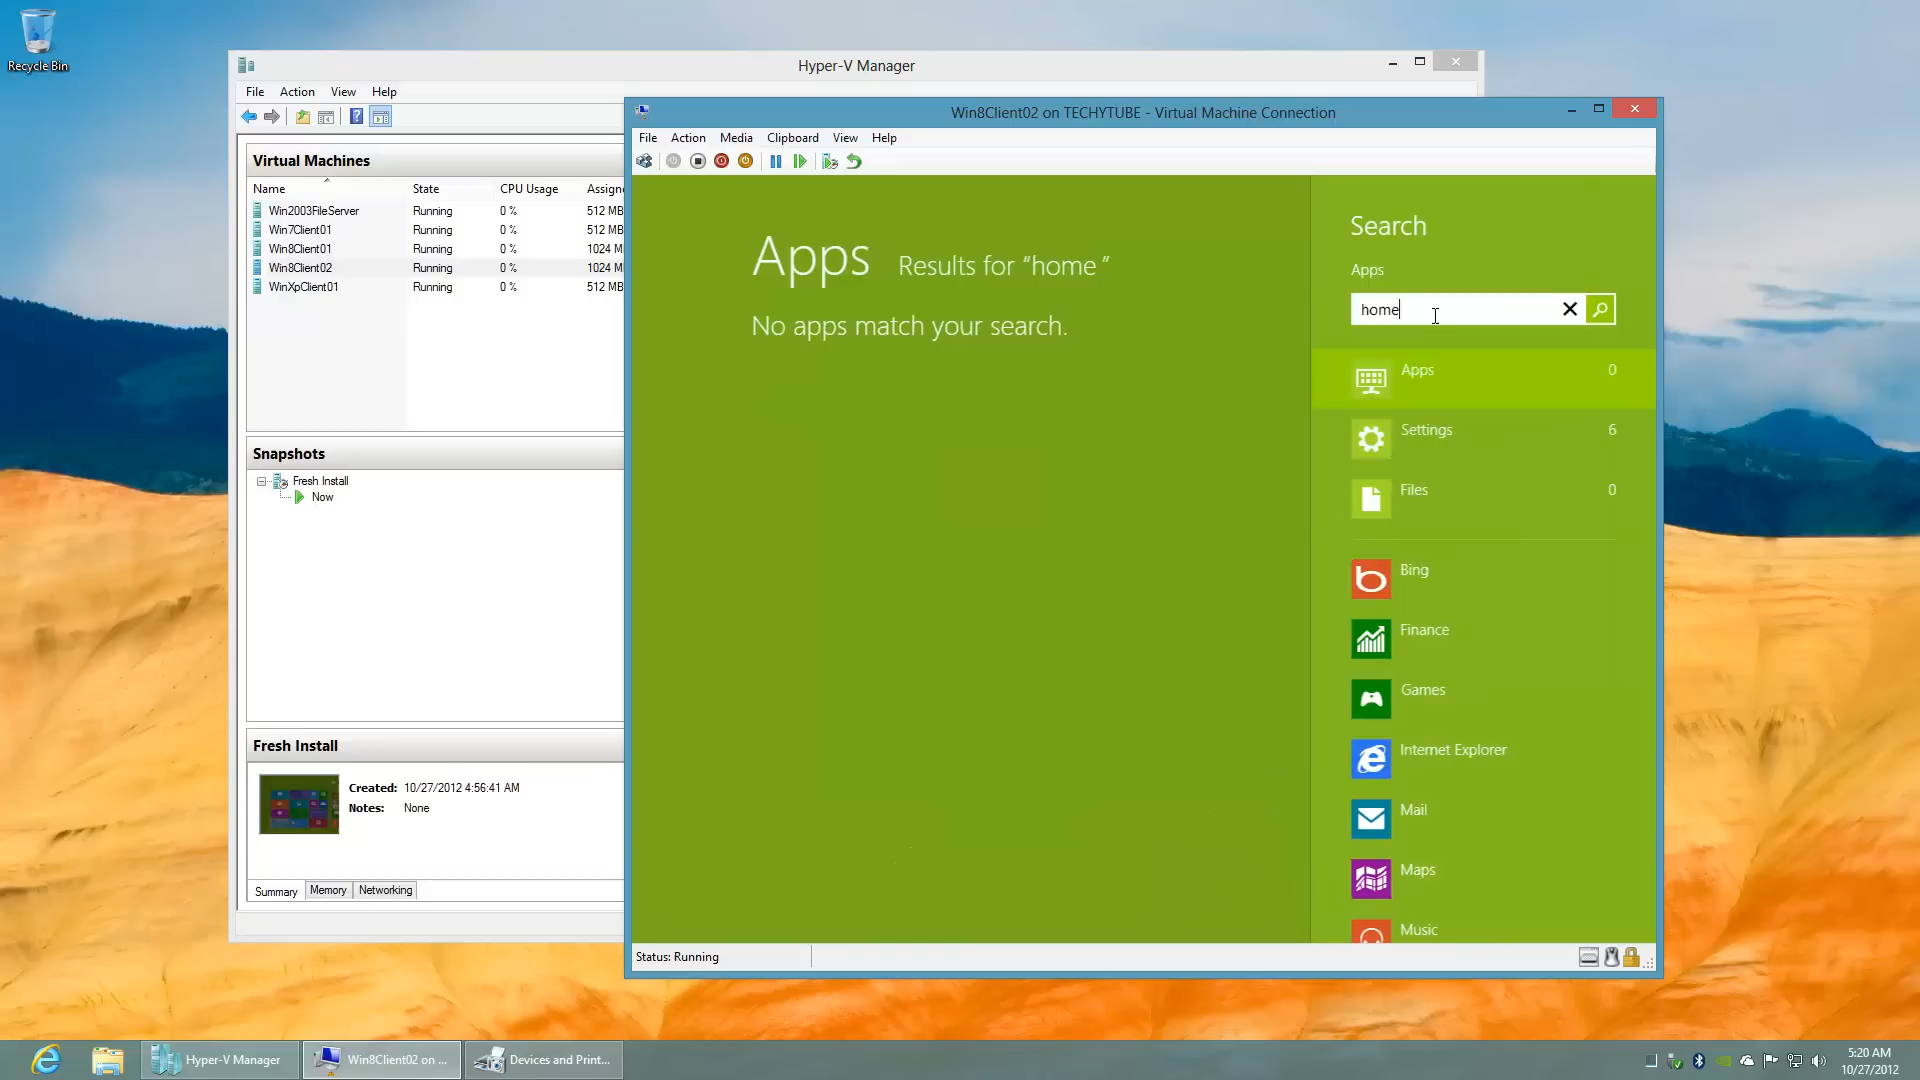 Recycle Bin
Hyper-V Manager
File Action View Help
Virtual Machines
Name State CPU Usage Assigne
Win2003FileServer Running 0 % 512 MB
Win7Client01 Running 0 % 512 MB
Win8Client01 Running 0 % 1024 M
Win8Client02 Running 0 % 1024 M
WinXpClient01 Running 0 % 512 MB
Snapshots
Fresh Install
Now
Fresh Install
Created: 10/27/2012 4:56:41 AM
Notes: None
Summary Memory Networking
Win8Client02 on TECHYTUBE - Virtual Machine Connection
File Action Media Clipboard View Help
Apps Results for “home ”
No apps match your search.
Search
Apps
home
Apps 0
Settings 6
Files 0
Bing
Finance
Games
Internet Explorer
Mail
Maps
Music
Status: Running
Hyper-V Manager
Win8Client02 on ...
Devices and Print...
5:20 AM
10/27/2012